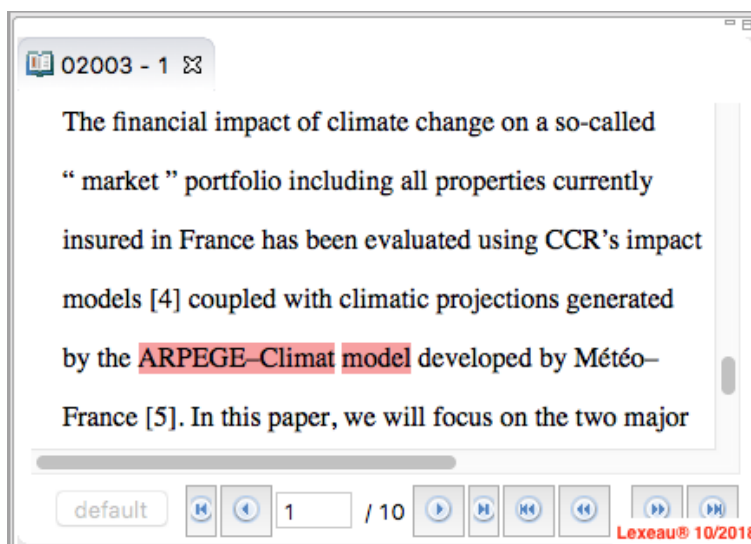 02003 - 1
The financial impact of climate change on a so-called
“ market ” portfolio including all properties currently
insured in France has been evaluated using CCR’s impact
models [4] coupled with climatic projections generated
by the ARPEGE–Climat model developed by Météo–
France [5]. In this paper, we will focus on the two major
default 1 / 10
Lexeau® 10/2018